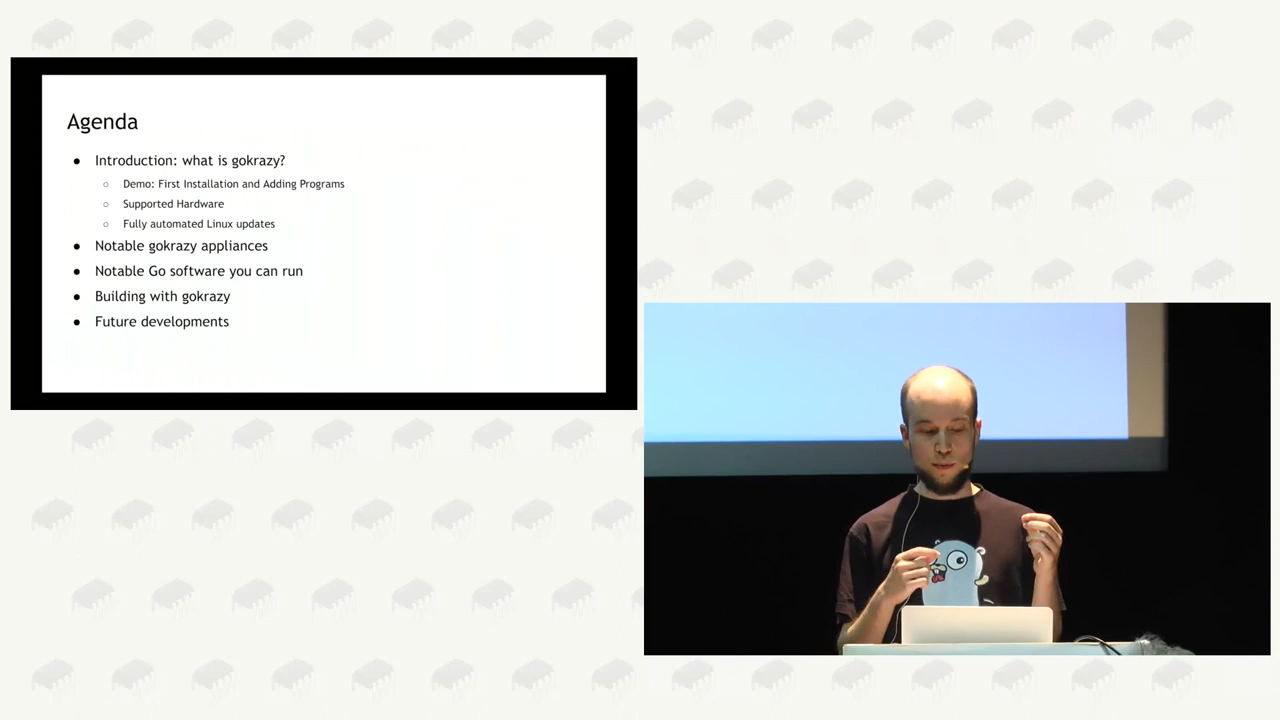 Agenda
● Introduction: what is gokrazy?
○ Demo: First Installation and Adding Programs
○ Supported Hardware
○ Fully automated Linux updates
● Notable gokrazy appliances
● Notable Go software you can run
● Building with gokrazy
● Future developments